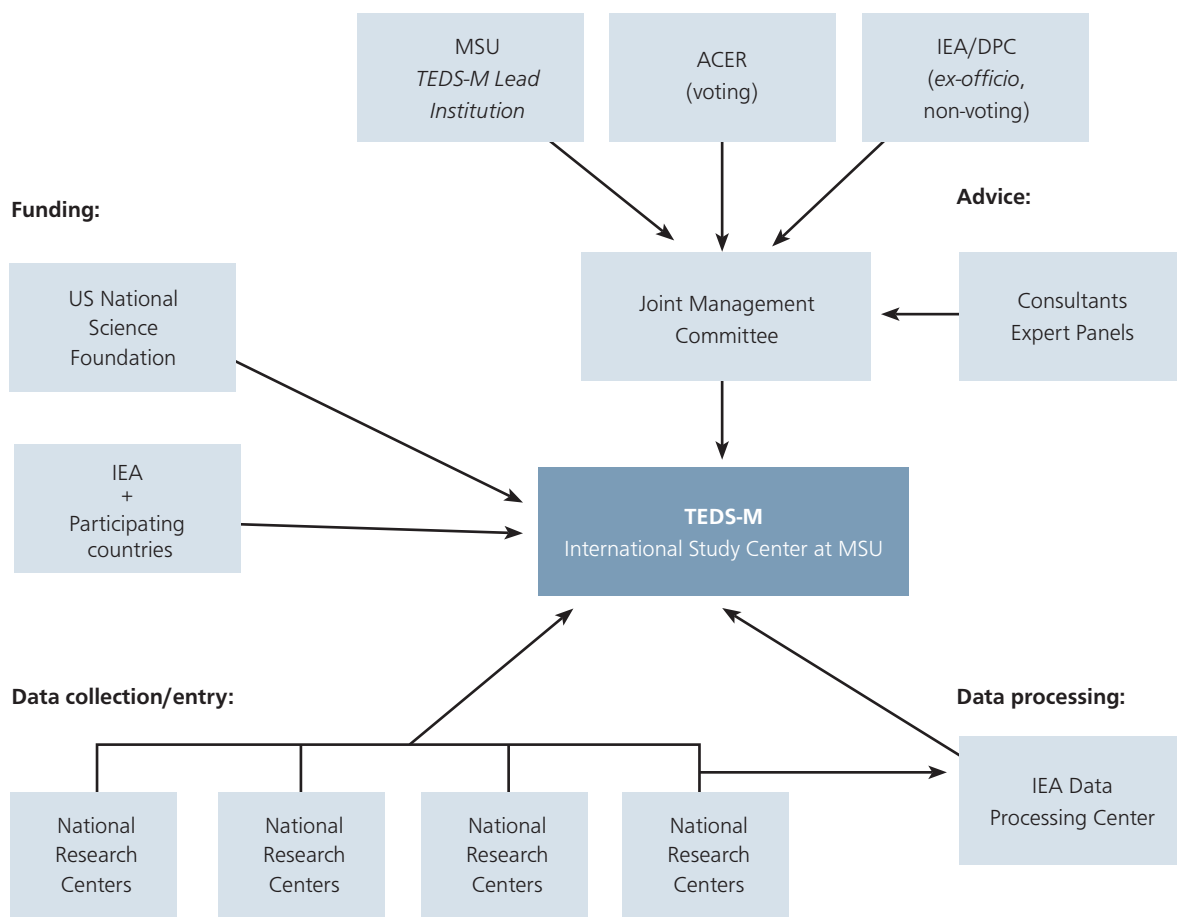 MSU
TEDS-M Lead
Institution
ACER
(voting)
IEA/DPC
(ex-officio,
non-voting)
Funding:
Advice:
US National
Science
Foundation
Joint Management
Committee
Consultants
Expert Panels
IEA
+
Participating
countries
TEDS-M
International Study Center at MSU
Data collection/entry:
Data processing:
IEA Data
Processing Center
National
Research
Centers
National
Research
Centers
National
Research
Centers
National
Research
Centers